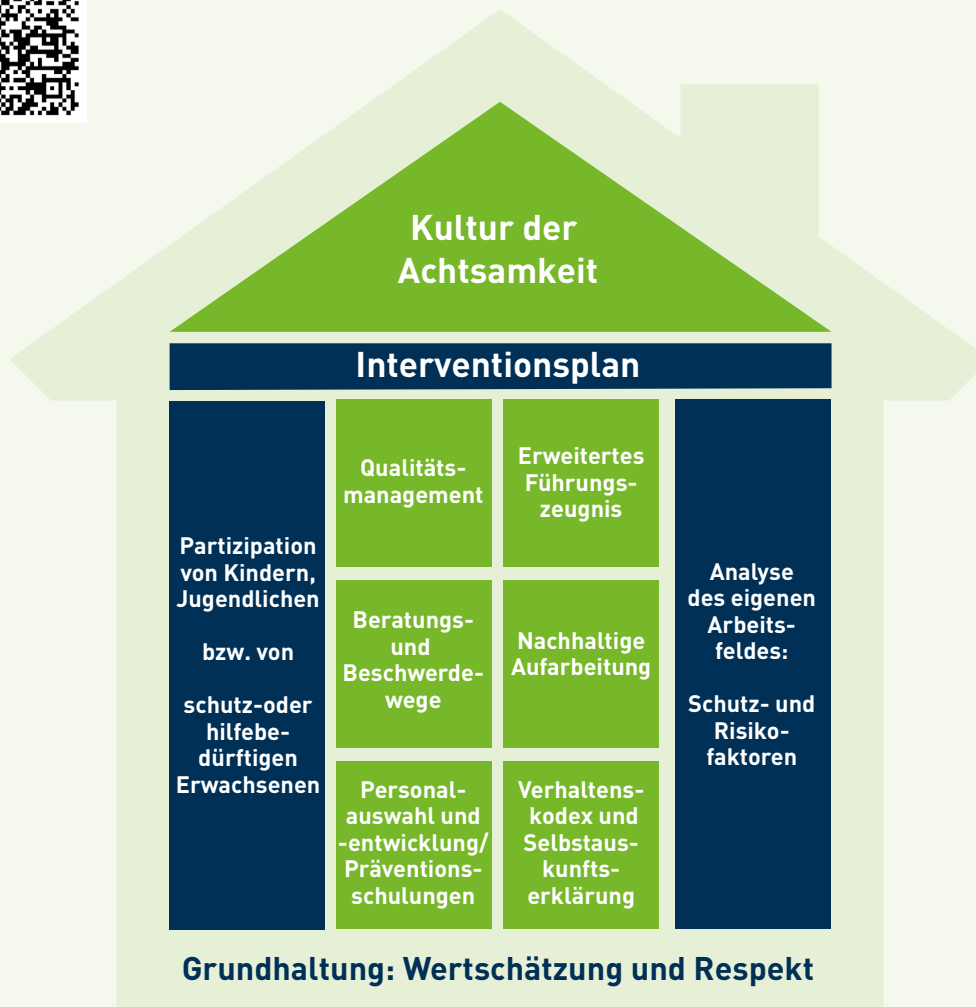 Kultur der
Achtsamkeit
Interventionsplan
Partizipation
von Kindern,
Jugendlichen
bzw. von
schutz-oder
hilfebe-
dürftigen
Erwachsenen
Qualitäts-
management
Erweitertes
Führungs-
zeugnis
Beratungs-
und
Beschwerde-
wege
Nachhaltige
Aufarbeitung
Personal-
auswahl und
-entwicklung/
Präventions-
schulungen
Verhaltens-
kodex und
Selbstaus-
kunfts-
erklärung
Analyse
des eigenen
Arbeits-
feldes:
Schutz- und
Risiko-
faktoren
Grundhaltung: Wertschätzung und Respekt